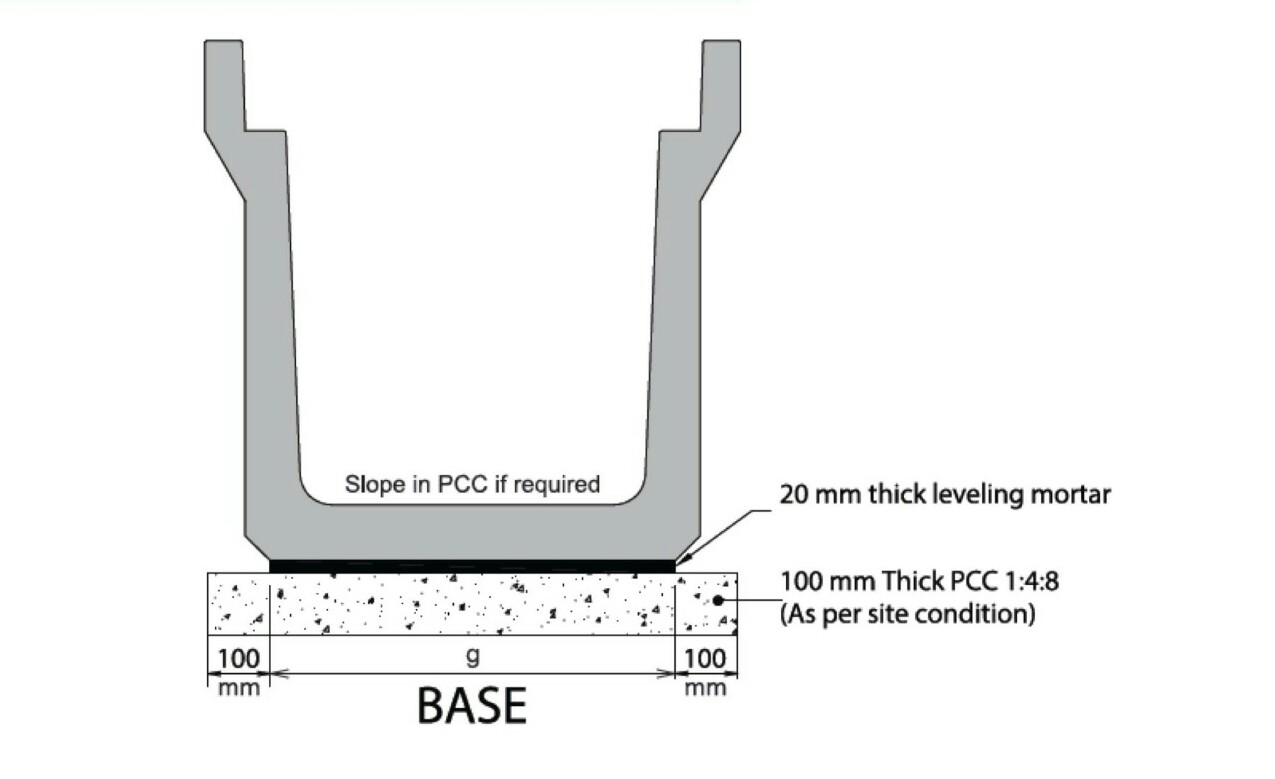 Slope in PCC if required
20 mm thick leveling mortar
100 mm Thick PCC 1:4:8
(As per site condition)
100
mm
g
100
mm
BASE